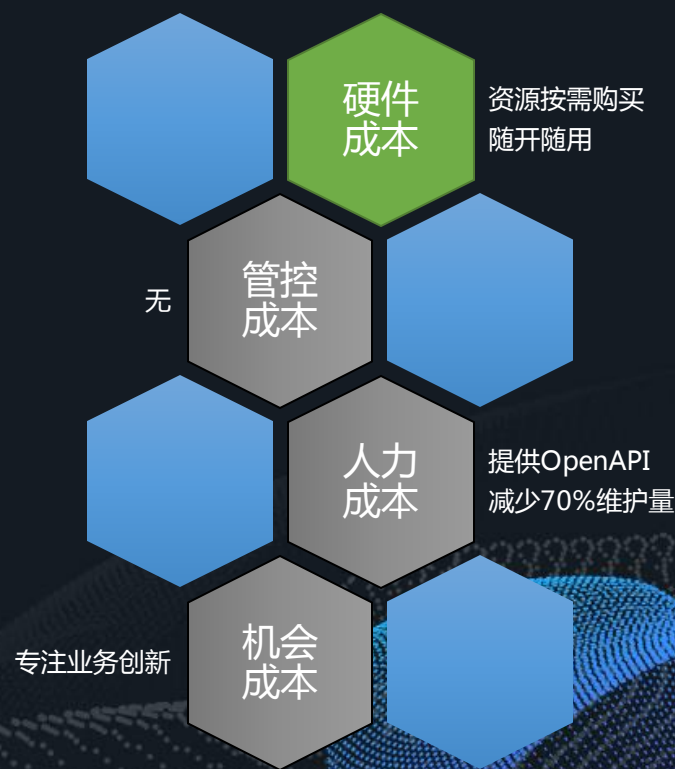 硬件
成本
资源按需购买
随开随用
无
管控
成本
人力
成本
提供OpenAPI
减少70%维护量
专注业务创新
机会
成本